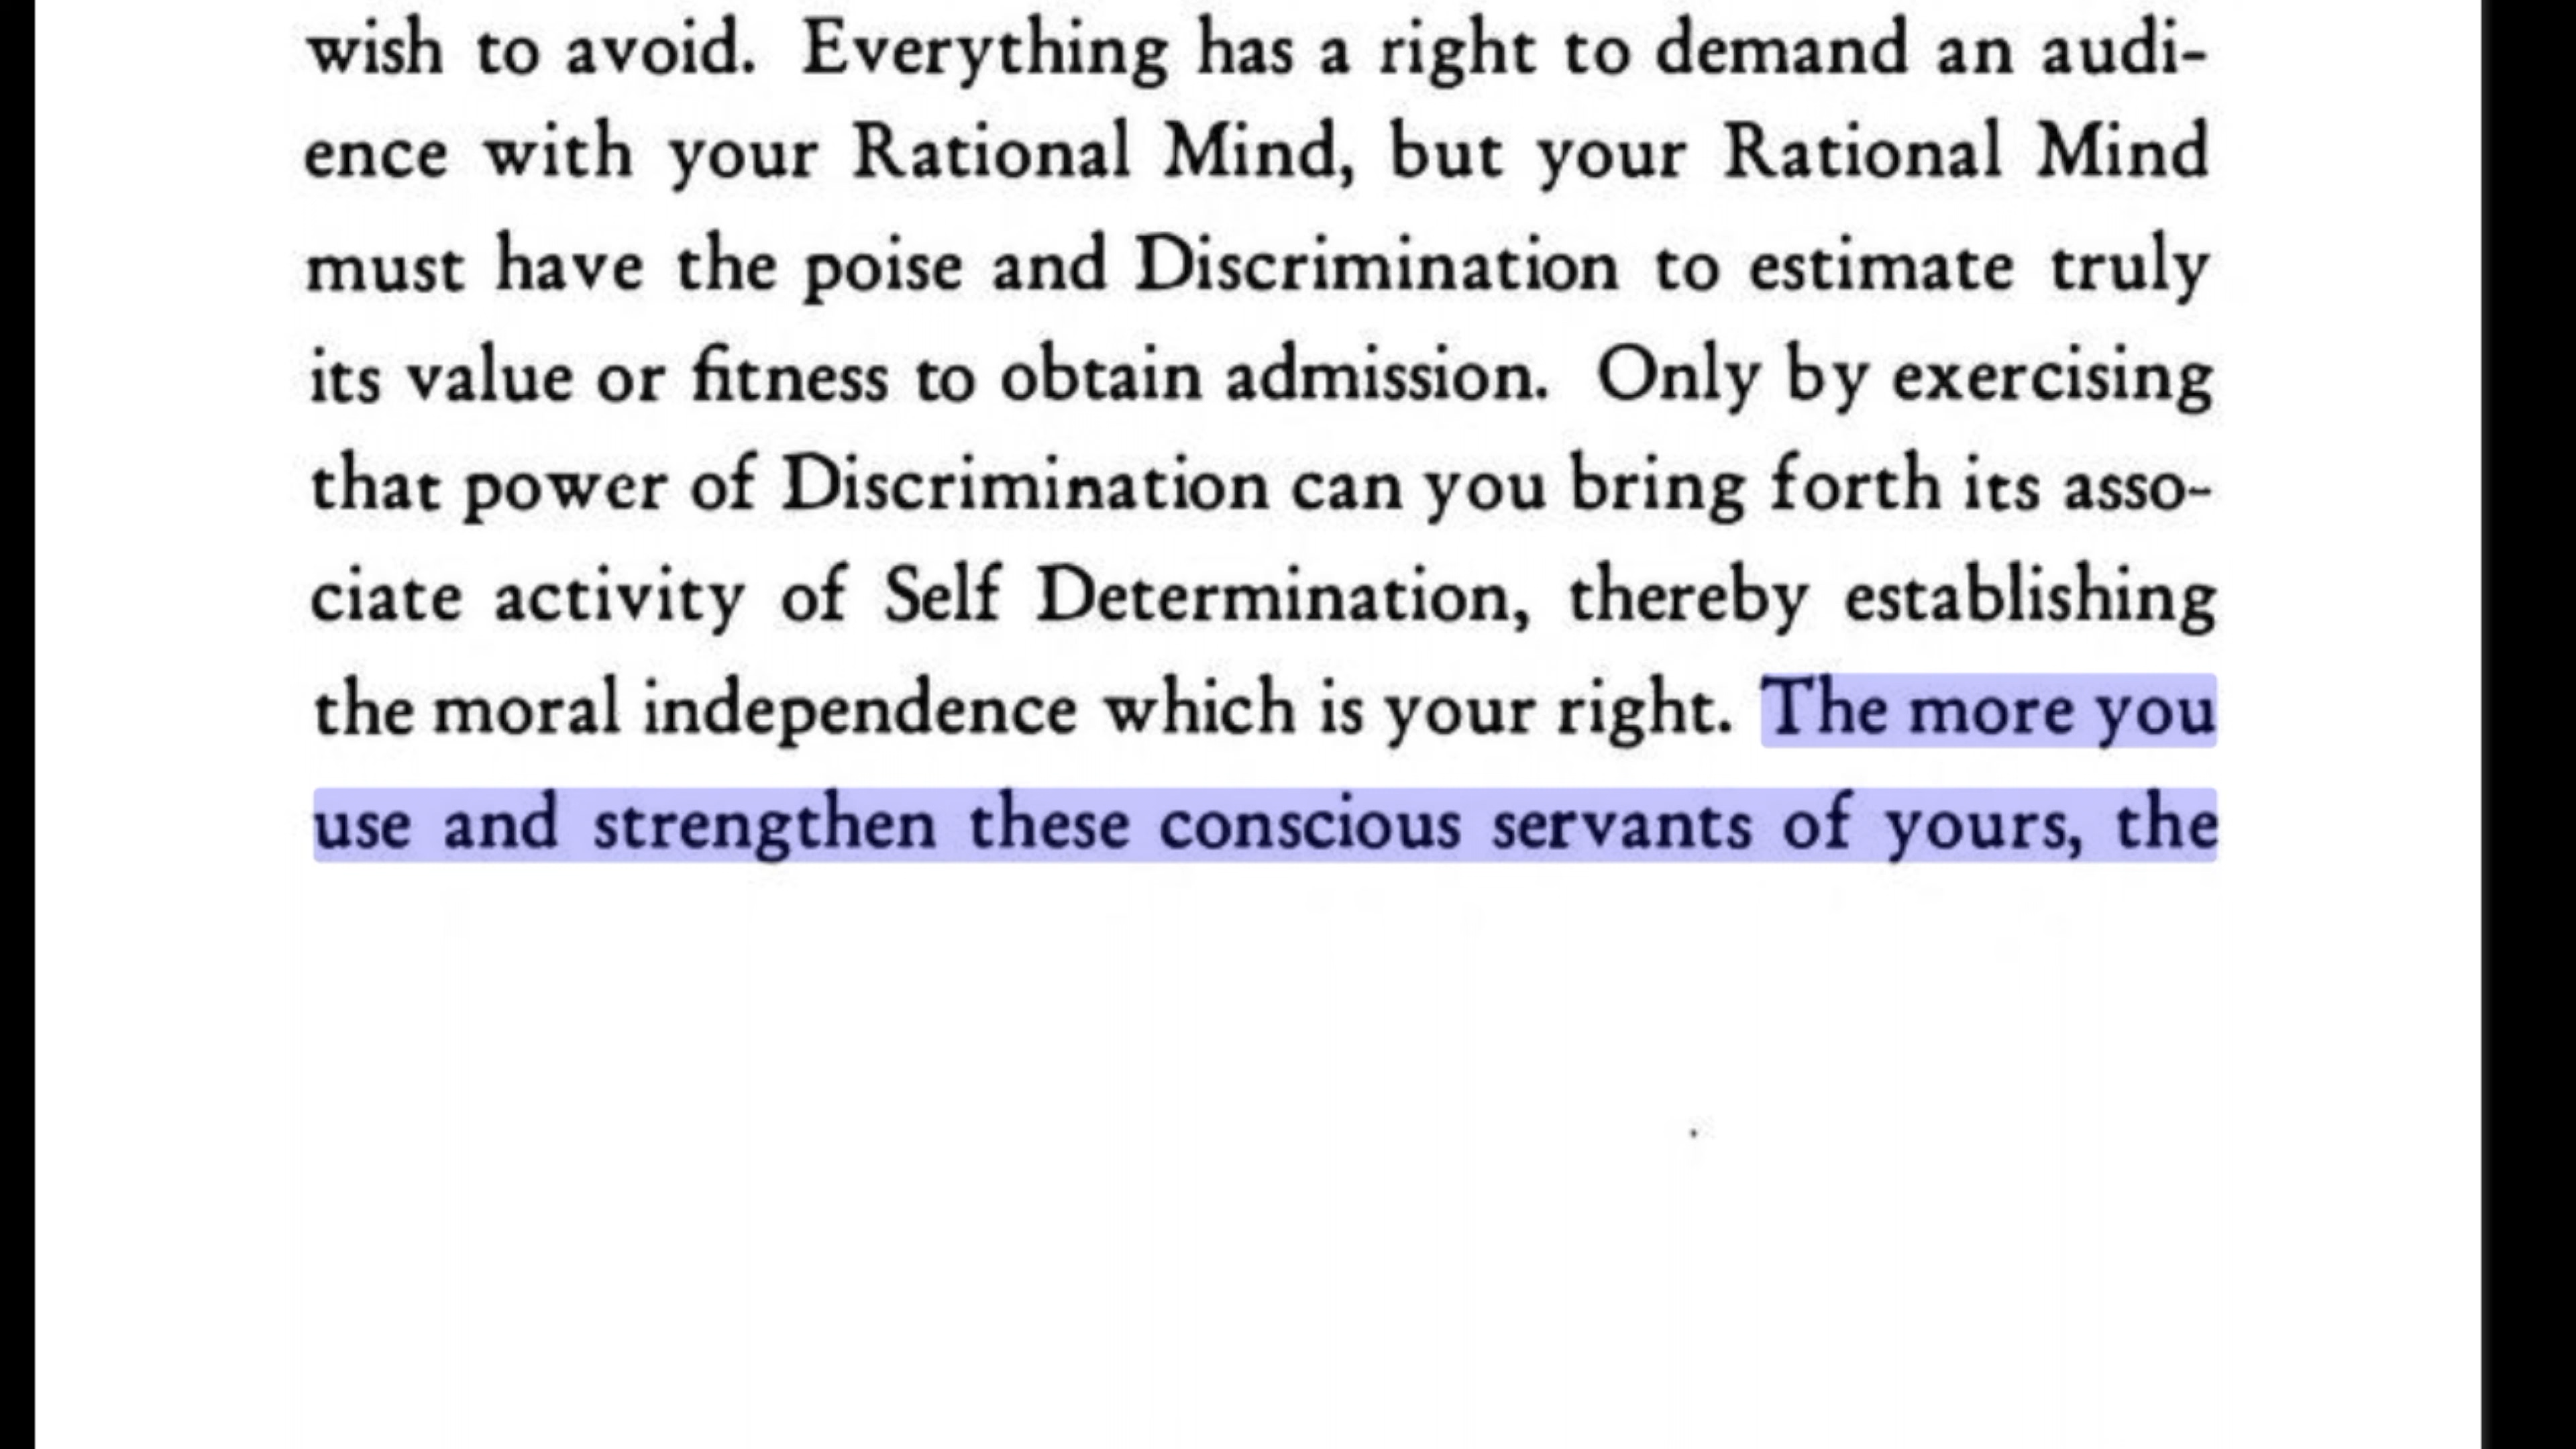 wish to avoid. Everything has a right to demand an audi-
ence with your Rational Mind, but your Rational Mind
must have the poise and Discrimination to estimate truly
its value or fitness to obtain admission. Only by exercising
that power of Discrimination can you bring forth its asso-
ciate activity of Self Determination, thereby establishing
the moral independence which is your right. The more you
use and strengthen these conscious servants of yours, the